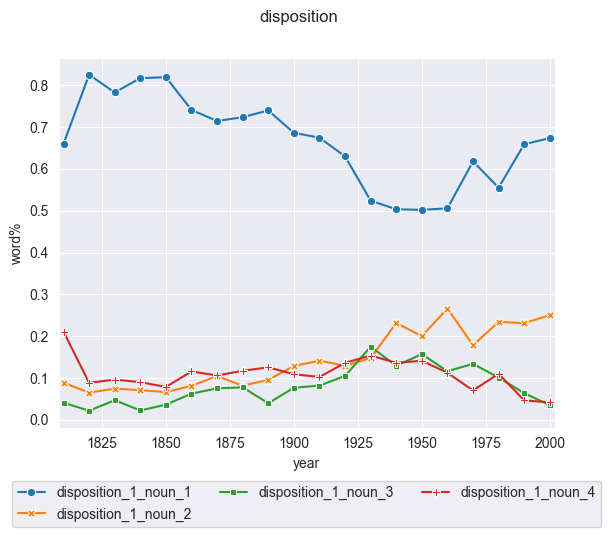 disposition
0.8
0.7
0.6
0.5
0.4
0.3
0.2
0.1
0.0
word%
1825 1850 1875 1900 1925 1950 1975 2000
year
disposition_1_noun_1 disposition_1_noun_3 disposition_1_noun_4
disposition_1_noun_2